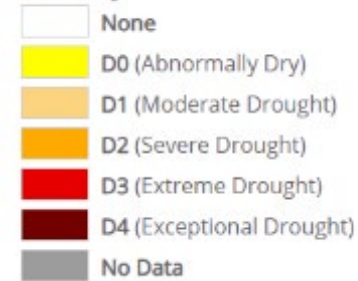 None
D0 (Abnormally Dry)
D1 (Moderate Drought)
D2 (Severe Drought)
D3 (Extreme Drought)
D4 (Exceptional Drought)
No Data